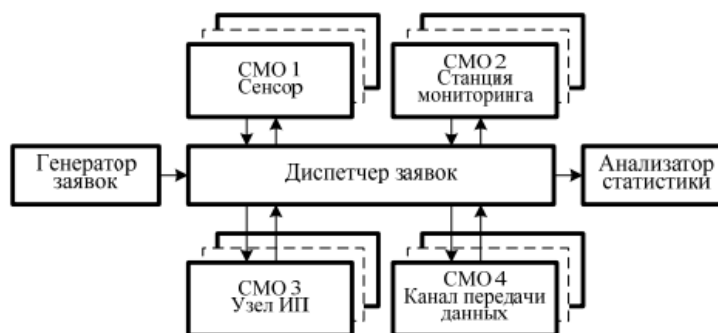 СМО 1
Сенсор
СМО 2
Станция
мониторинга
Генератор
заявок
Диспетчер заявок
Анализатор
статистики
СМО 3
Узел ИП
СМО 4
Канал передачи
данных